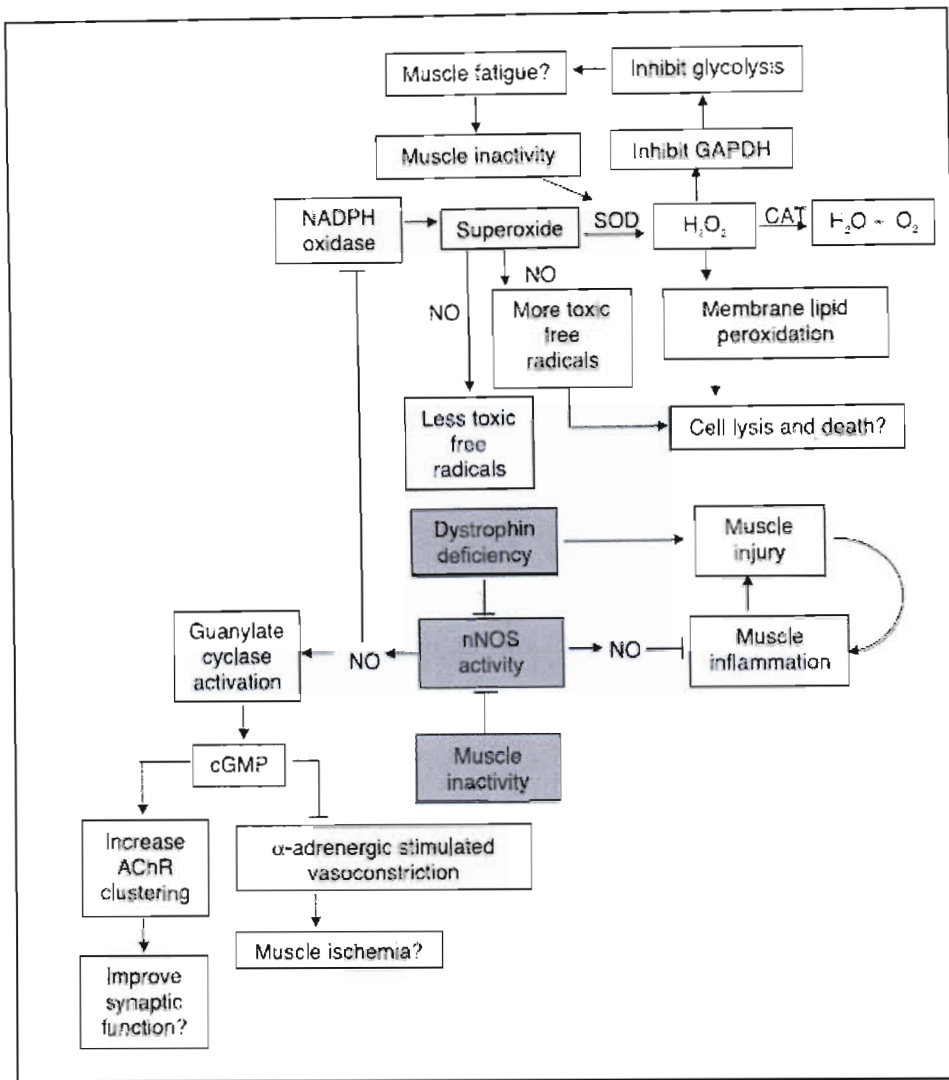 Muscle fatigue?
Inhibit glycolysis
Muscle inactivity
Inhibit GAPDH
NADPH
oxidase
Superoxide
SOD
H₂O₂
CAT
H₂O - O₂
NO
NO
More toxic
free
radicals
Membrane lipid
peroxidation
Less toxic
free
radicals
Cell lysis and death?
Dystrophin
deficiency
Muscle
injury
Guanylate
cyclase
activation
NO
nNOS
activity
NO
Muscle
inflammation
cGMP
Muscle
inactivity
Increase
AChR
clustering
α-adrenergic stimulated
vasoconstriction
Muscle ischemia?
Improve
synaptic
function?